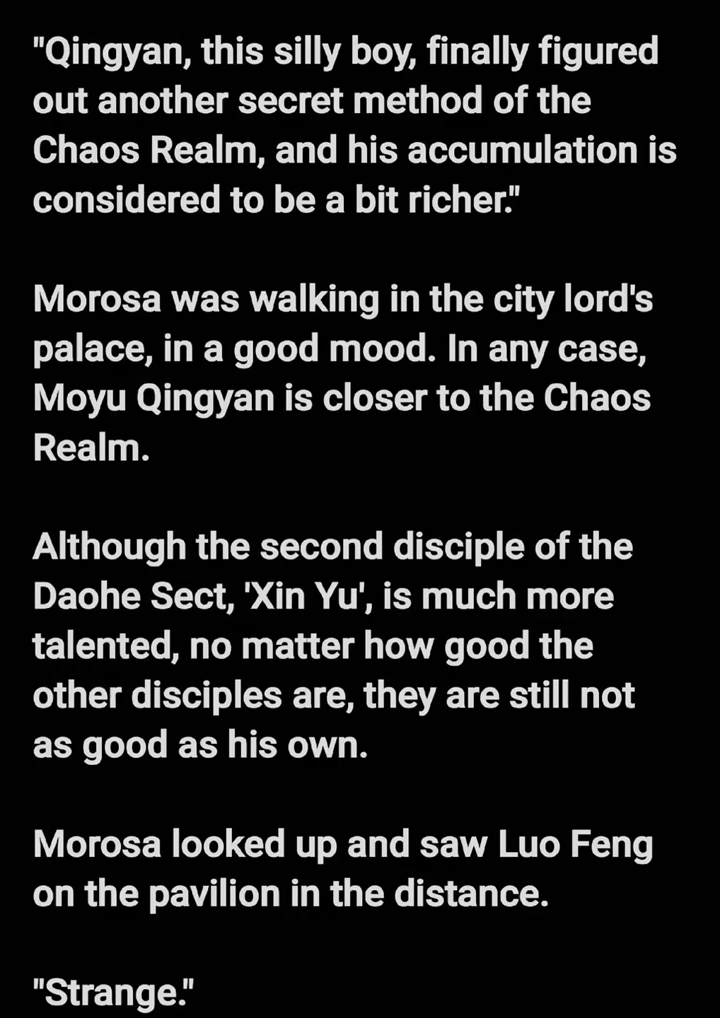 "Qingyan, this silly boy, finally figured
out another secret method of the
Chaos Realm, and his accumulation is
considered to be a bit richer."
Morosa was walking in the city lord's
palace, in a good mood. In any case,
Moyu Qingyan is closer to the Chaos
Realm.
Although the second disciple of the
Daohe Sect, 'Xin Yu', is much more
talented, no matter how good the
other disciples are, they are still not
as good as his own.
Morosa looked up and saw Luo Feng
on the pavilion in the distance.
"Strange."